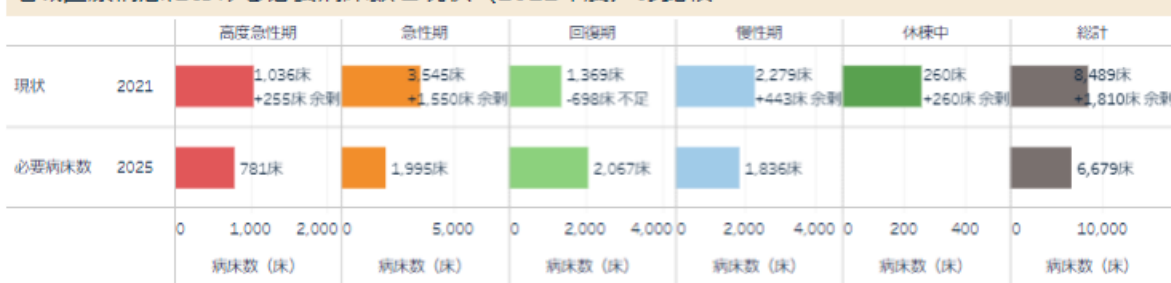 高度急性期 急性期 回復期 慢性期 休棟中 総計
現状 2021
1,036床 3,545床 1,369床 2,279床 260床 8,489床
+255床 余剰 +1,550床 余剰 -698床 不足 +443床 余剰 +260床 余剰 +1,810床 余剰
必要病床数 2025 781床 1,995床 2,067床 1,836床 6,679床
0 1,000 2,000 0 5,000 0 2,000 4,000 0 2,000 4,000 0 200 400 0 10,000
病床数（床） 病床数（床） 病床数（床） 病床数（床） 病床数（床） 病床数（床）